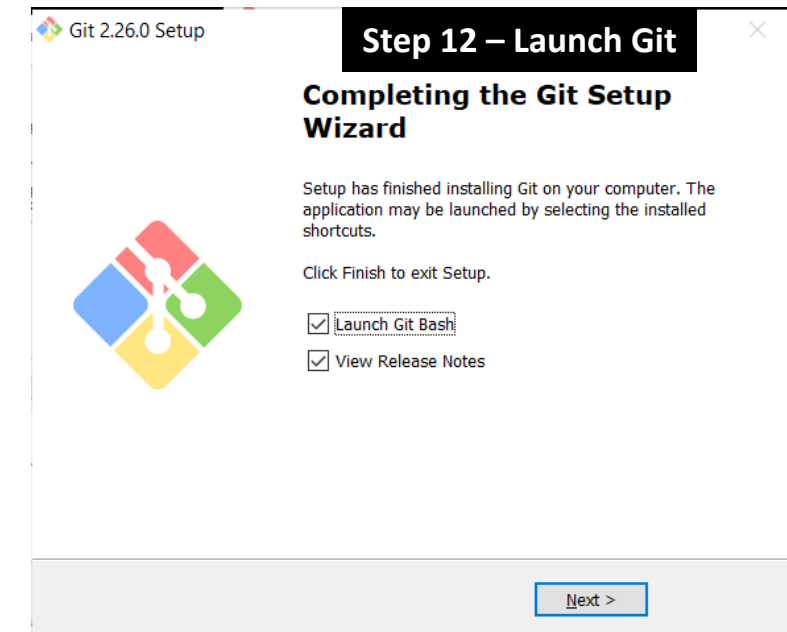 Git 2.26.0 Setup
Step 12 – Launch Git
Completing the Git Setup
Wizard
Setup has finished installing Git on your computer. The
application may be launched by selecting the installed
shortcuts.
Click Finish to exit Setup.
Launch Git Bash
View Release Notes
Next >